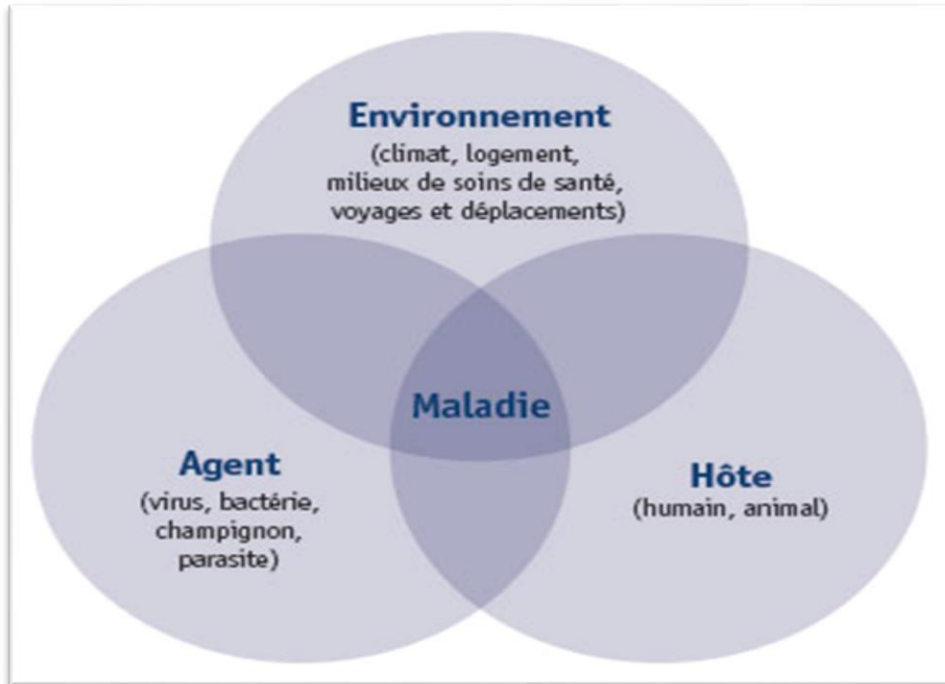 Environnement
(climat, logement,
milieux de soins de santé,
voyages et déplacements)
Maladie
Agent
(virus, bactérie,
champignon,
parasite)
Hôte
(humain, animal)